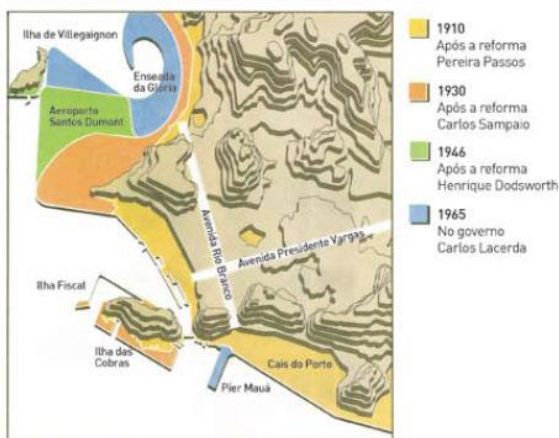 Ilha de Villegaignon
Enseada
da Glória
Aeroporto
Santos Dumont
Avenida Rio Branco
Avenida Presidente Vargas
Ilha Fiscal
Ilha das
Cobras
Cais do Porto
Pier Mauá
1910
Após a reforma
Pereira Passos
1930
Após a reforma
Carlos Sampaio
1946
Após a reforma
Henrique Dodsworth
1965
No governo
Carlos Lacerda